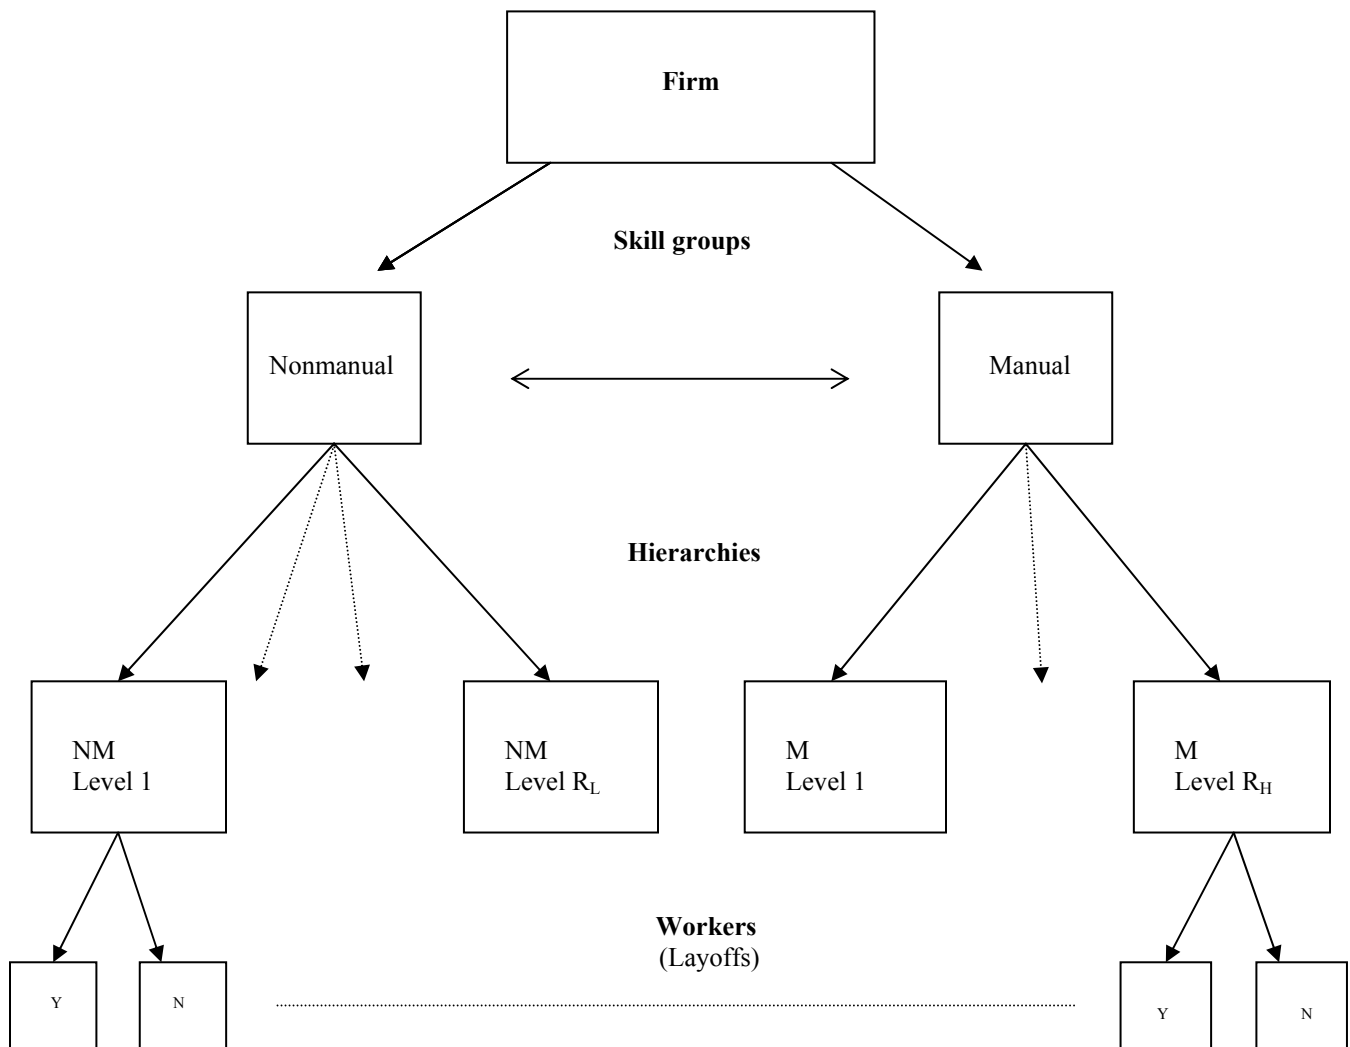 Firm
Skill groups
Nonmanual
Manual
Hierarchies
NM
Level 1
NM
Level R_L
M
Level 1
M
Level R_H
Workers
(Layoffs)
Y
N
Y
N